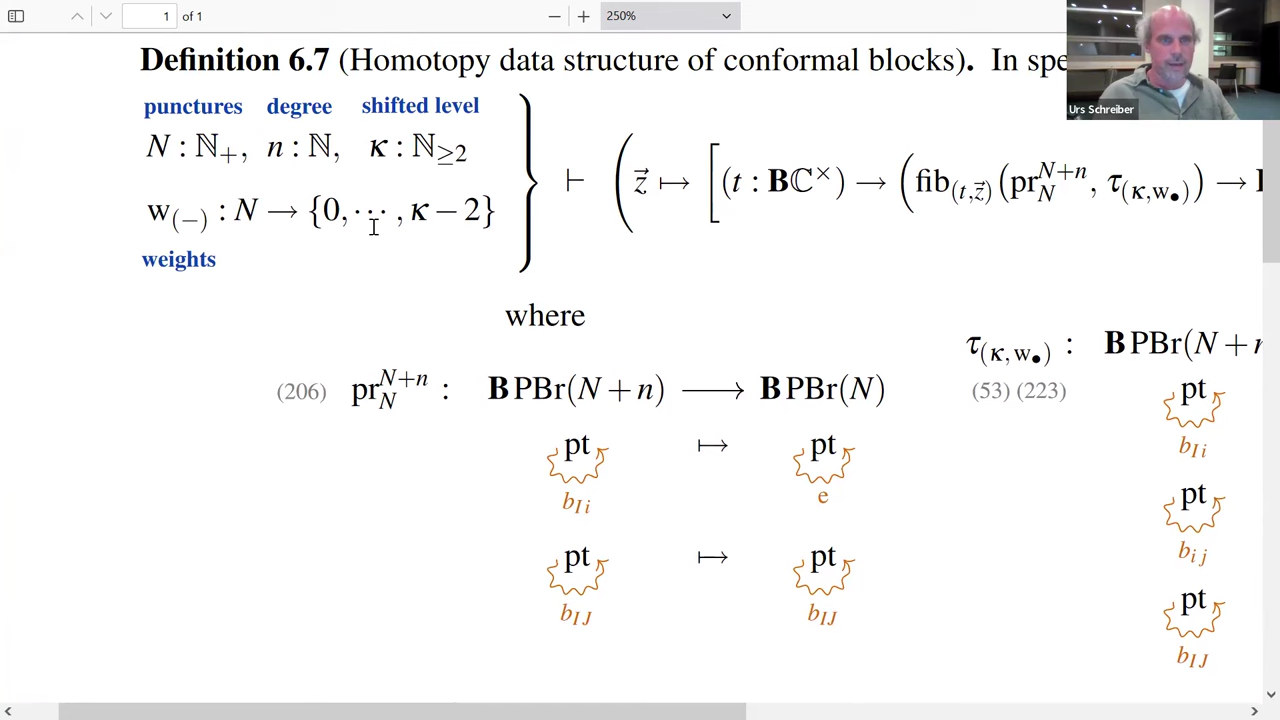 1 of 1
250%
Urs Schreiber
Definition 6.7 (Homotopy data structure of conformal blocks). In spe
punctures degree shifted level
N : ℕ₊, n : ℕ, κ : ℕ≥2
w(−) : N → {0, ⋯ , κ − 2}
weights
⊢ ( z⃗ ↦ [ (t : Bℂ×) → ( fib(t,z⃗) ( pr_N^{N+n}, τ(κ,w•) ) →
where
(206) pr_N^{N+n} : B PBr(N + n) ⟶ B PBr(N)
pt ↦ pt
b_{Ii} e
pt ↦ pt
b_{IJ} b_{IJ}
τ(κ,w•) : B PBr(N + n
(53) (223)
pt
b_{Ii}
pt
b_{ij}
pt
b_{IJ}